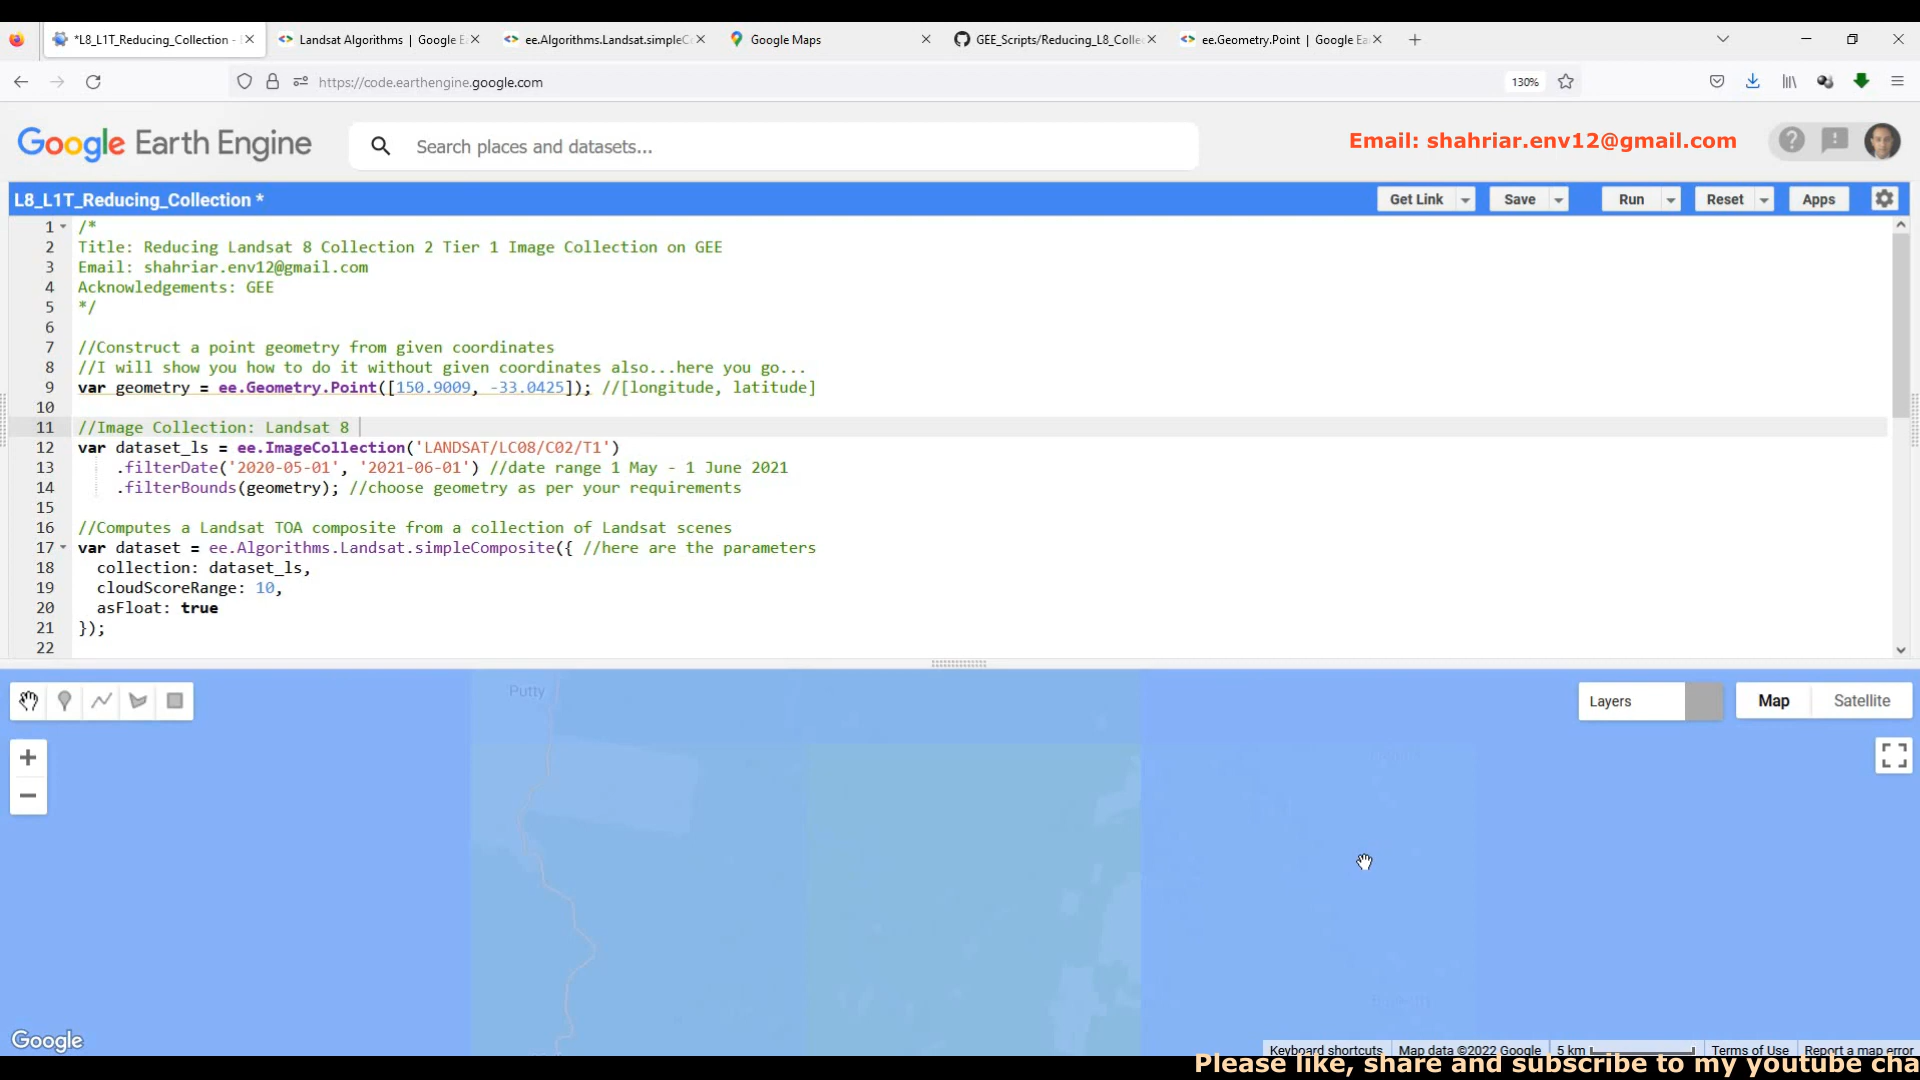 *L8_L1T_Reducing_Collection -
Landsat Algorithms | Google E
ee.Algorithms.Landsat.simpleC
Google Maps
GEE_Scripts/Reducing_L8_Colle
ee.Geometry.Point | Google Ea
https://code.earthengine.google.com
130%
Google Earth Engine
Search places and datasets...
Email: shahriar.env12@gmail.com
L8_L1T_Reducing_Collection *
Get Link
Save
Run
Reset
Apps
1 /*
2 Title: Reducing Landsat 8 Collection 2 Tier 1 Image Collection on GEE
3 Email: shahriar.env12@gmail.com
4 Acknowledgements: GEE
5 */
6
7 //Construct a point geometry from given coordinates
8 //I will show you how to do it without given coordinates also...here you go...
9 var geometry = ee.Geometry.Point([150.9009, -33.0425]); //[longitude, latitude]
10
11 //Image Collection: Landsat 8
12 var dataset_ls = ee.ImageCollection('LANDSAT/LC08/C02/T1')
13 .filterDate('2020-05-01', '2021-06-01') //date range 1 May - 1 June 2021
14 .filterBounds(geometry); //choose geometry as per your requirements
15
16 //Computes a Landsat TOA composite from a collection of Landsat scenes
17 var dataset = ee.Algorithms.Landsat.simpleComposite({ //here are the parameters
18 collection: dataset_ls,
19 cloudScoreRange: 10,
20 asFloat: true
21 });
22
Putty
Layers
Map
Satellite
Google
Keyboard shortcuts
Map data ©2022 Google
5 km
Terms of Use
Report a map error
Please like, share and subscribe to my youtube cha